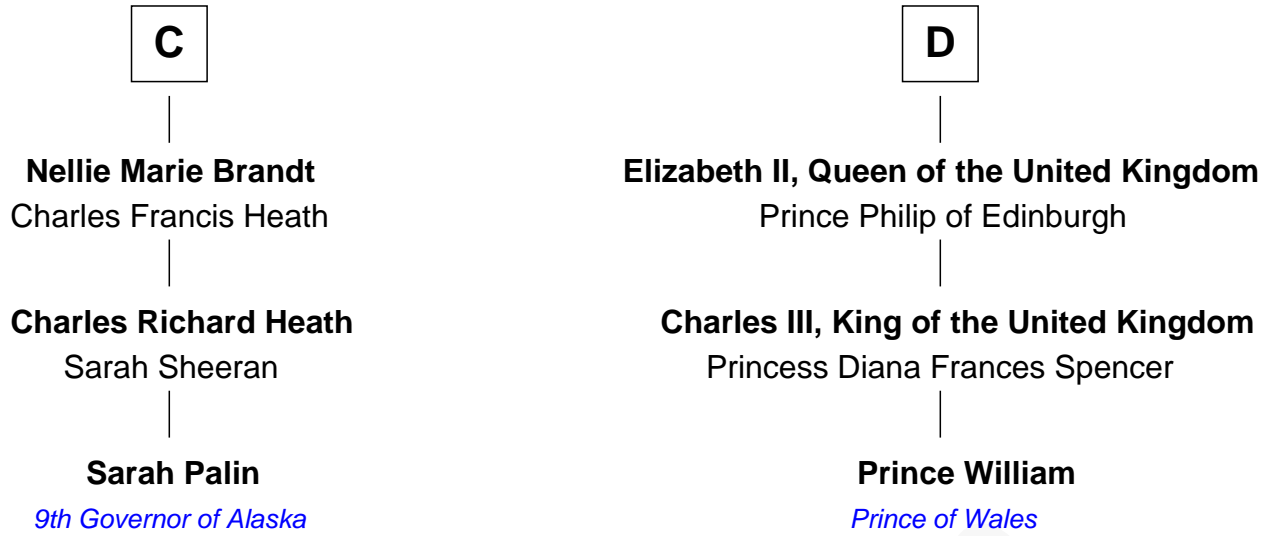 C
Nellie Marie Brandt
Charles Francis Heath
Charles Richard Heath
Sarah Sheeran
Sarah Palin
9th Governor of Alaska
D
Elizabeth II, Queen of the United Kingdom
Prince Philip of Edinburgh
Charles III, King of the United Kingdom
Princess Diana Frances Spencer
Prince William
Prince of Wales